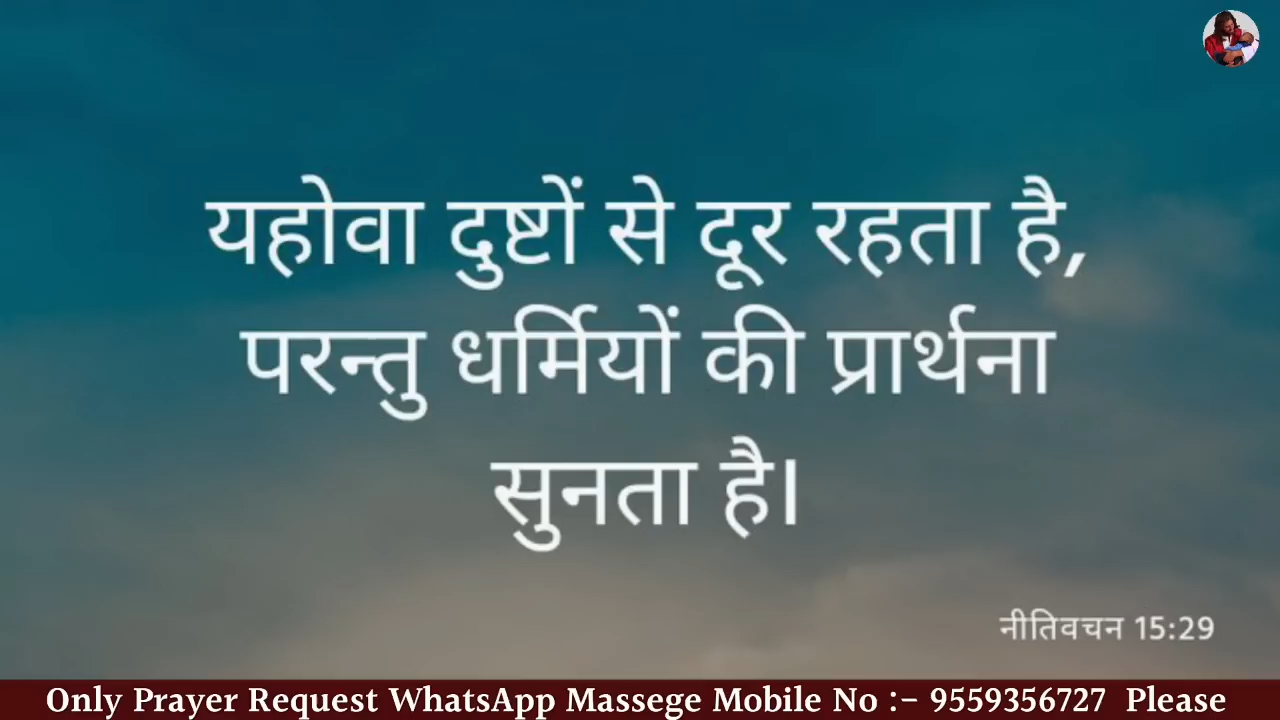 यहोवा दुष्टों से दूर रहता है,
परन्तु धर्मियों की प्रार्थना
सुनता है।
नीतिवचन 15:29
Only Prayer Request WhatsApp Massege Mobile No :- 9559356727 Please